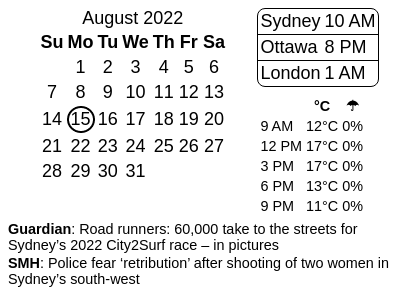 August 2022
Su Mo Tu We Th Fr Sa
1 2 3 4 5 6
7 8 9 10 11 12 13
14 15 16 17 18 19 20
21 22 23 24 25 26 27
28 29 30 31
Sydney 10 AM
Ottawa 8 PM
London 1 AM
°C ☂
9 AM 12°C 0%
12 PM 17°C 0%
3 PM 17°C 0%
6 PM 13°C 0%
9 PM 11°C 0%
Guardian: Road runners: 60,000 take to the streets for
Sydney’s 2022 City2Surf race – in pictures
SMH: Police fear ‘retribution’ after shooting of two women in
Sydney’s south-west